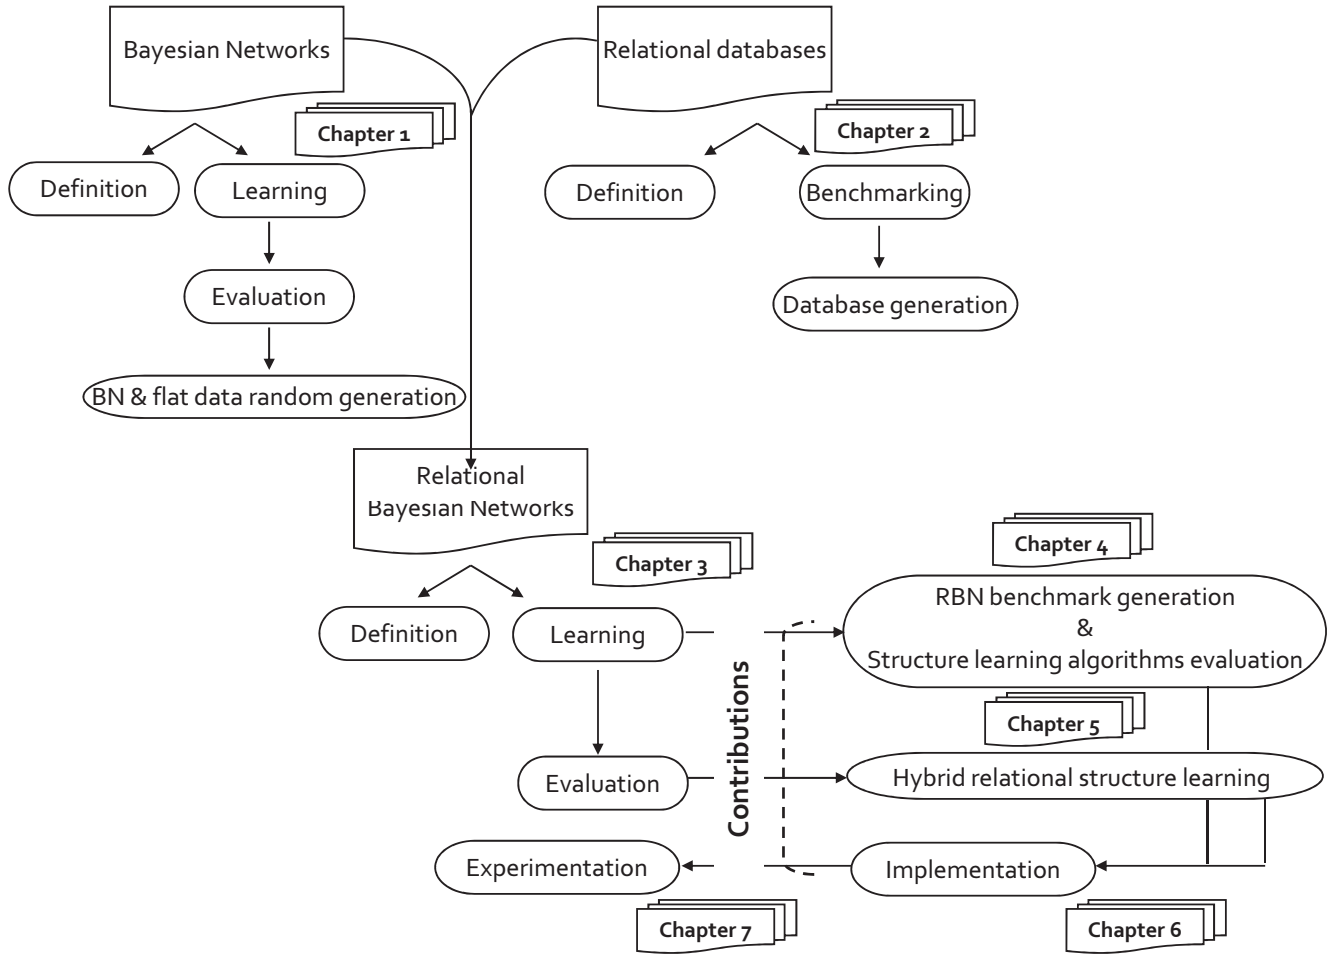 Bayesian Networks
Relational databases
Chapter 1
Chapter 2
Definition
Learning
Definition
Benchmarking
Evaluation
Database generation
BN & flat data random generation
Relational
Bayesian Networks
Chapter 3
Chapter 4
RBN benchmark generation
&
Structure learning algorithms evaluation
Definition
Learning
Contributions
Chapter 5
Evaluation
Hybrid relational structure learning
Experimentation
Implementation
Chapter 7
Chapter 6